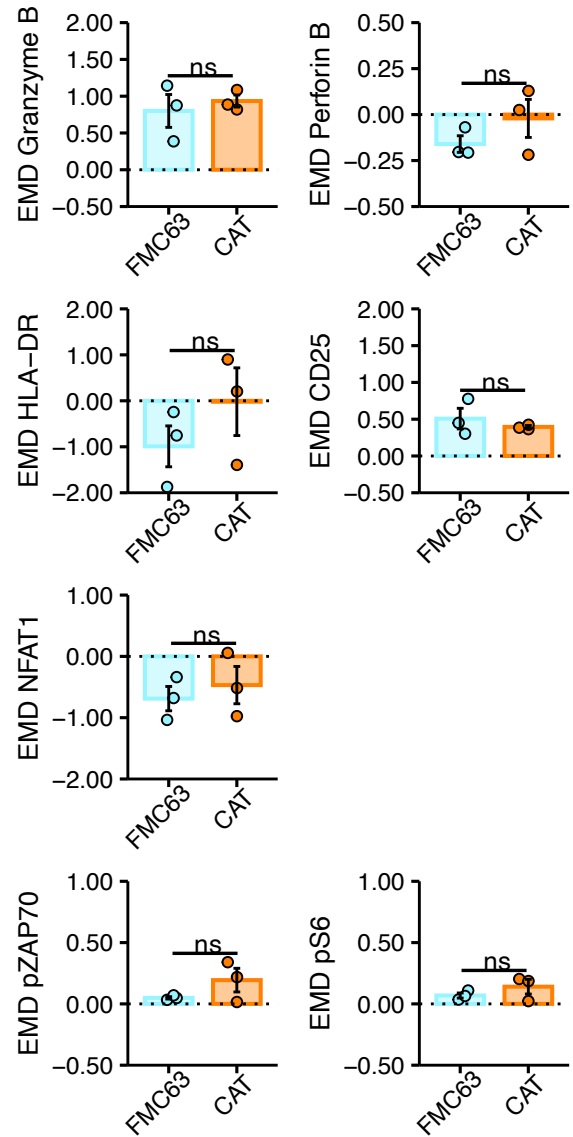 EMD Granzyme B
2.00
1.50
1.00
0.50
0.00
−0.50
ns
FMC63
CAT
EMD Perforin B
0.50
0.25
0.00
−0.25
0.50
ns
FMC63
CAT
EMD HLA−DR
2.00
1.00
0.00
−1.00
−2.00
ns
FMC63
CAT
EMD CD25
2.00
1.50
1.00
0.50
0.00
−0.50
ns
FMC63
CAT
EMD NFAT1
1.00
0.00
−1.00
−2.00
ns
FMC63
CAT
EMD pZAP70
1.00
0.50
0.00
−0.50
ns
FMC63
CAT
EMD pS6
1.00
0.50
0.00
−0.50
ns
FMC63
CAT